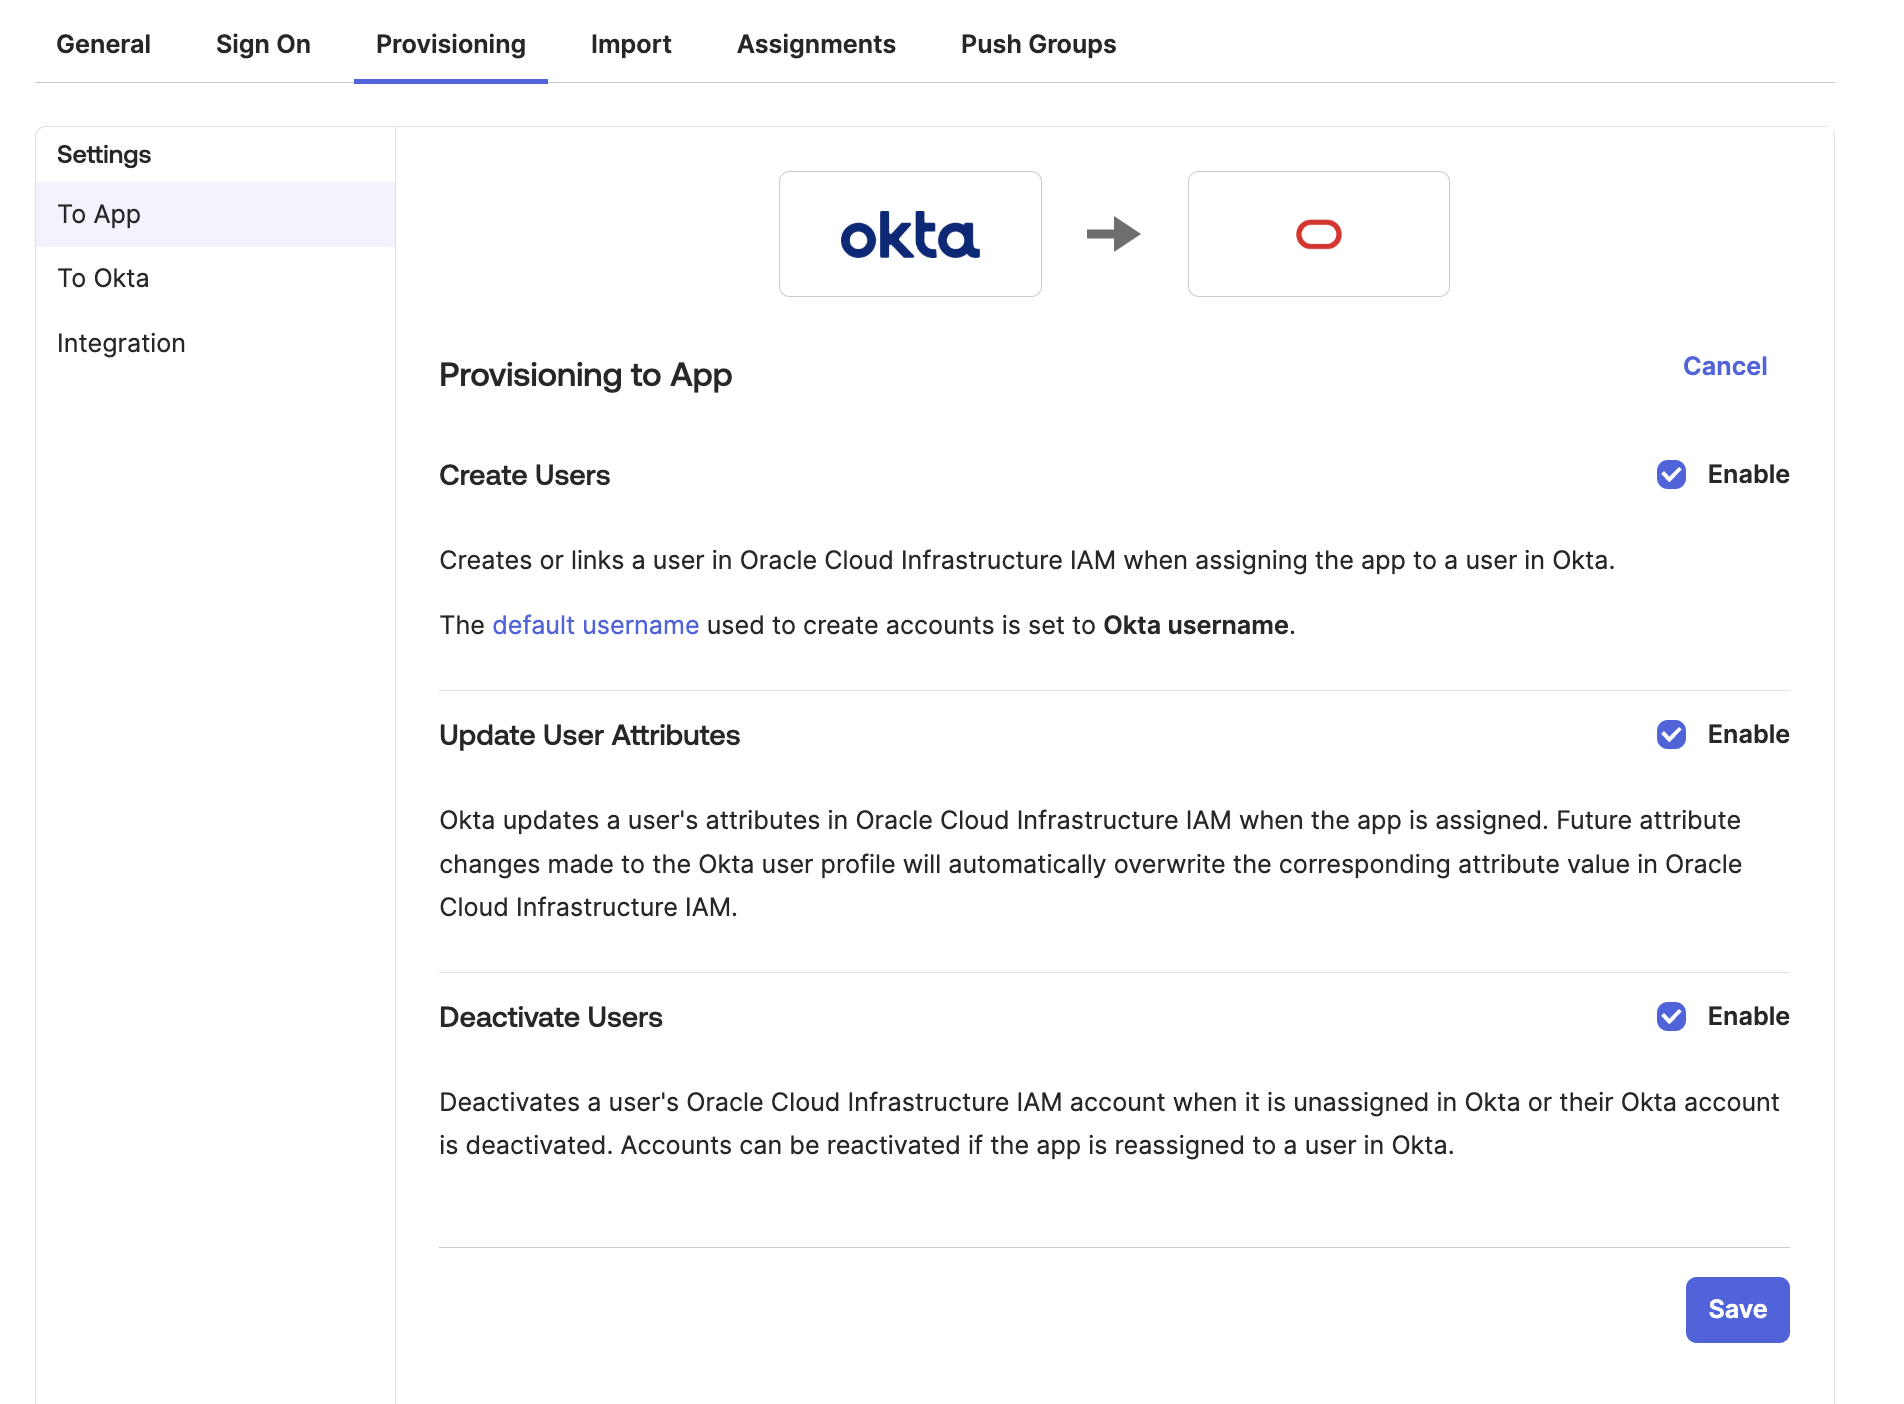 General Sign On Provisioning Import Assignments Push Groups
Settings
To App
To Okta
Integration
okta
Provisioning to App
Cancel
Create Users
Enable
Creates or links a user in Oracle Cloud Infrastructure IAM when assigning the app to a user in Okta.
The default username used to create accounts is set to Okta username.
Update User Attributes
Enable
Okta updates a user's attributes in Oracle Cloud Infrastructure IAM when the app is assigned. Future attribute
changes made to the Okta user profile will automatically overwrite the corresponding attribute value in Oracle
Cloud Infrastructure IAM.
Deactivate Users
Enable
Deactivates a user's Oracle Cloud Infrastructure IAM account when it is unassigned in Okta or their Okta account
is deactivated. Accounts can be reactivated if the app is reassigned to a user in Okta.
Save